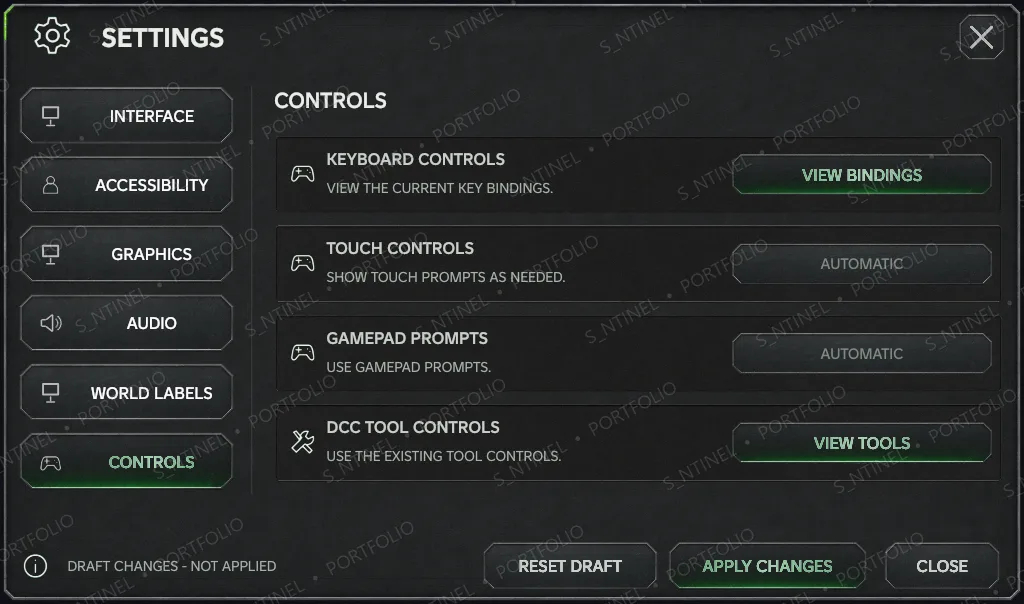 SETTINGS
INTERFACE
ACCESSIBILITY
GRAPHICS
AUDIO
WORLD LABELS
CONTROLS
CONTROLS
KEYBOARD CONTROLS
VIEW THE CURRENT KEY BINDINGS.
VIEW BINDINGS
TOUCH CONTROLS
SHOW TOUCH PROMPTS AS NEEDED.
AUTOMATIC
GAMEPAD PROMPTS
USE GAMEPAD PROMPTS.
AUTOMATIC
DCC TOOL CONTROLS
USE THE EXISTING TOOL CONTROLS.
VIEW TOOLS
DRAFT CHANGES - NOT APPLIED
RESET DRAFT
APPLY CHANGES
CLOSE
S_NTINEL • PORTFOLIO